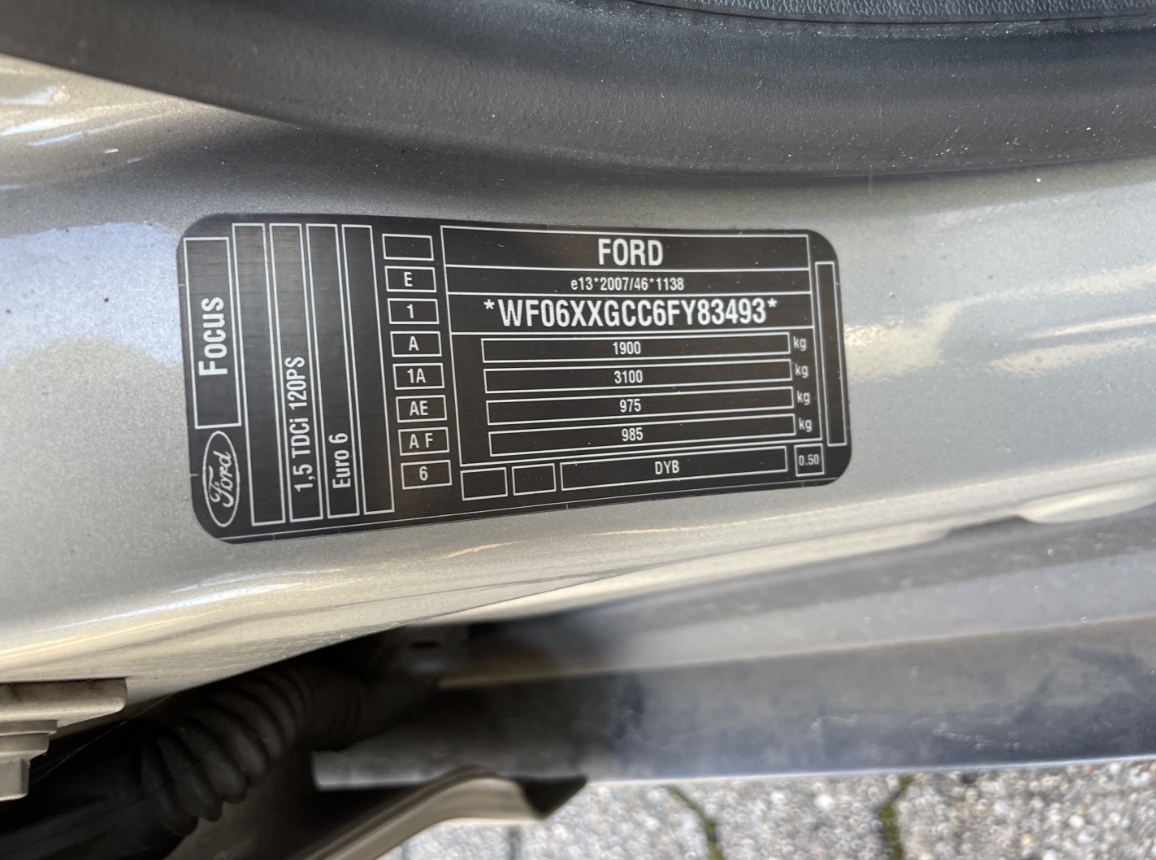 FORD
e13*2007/46*1138
*WF06XXGCC6FY83493*
1900 kg
3100 kg
975 kg
985 kg
DYB
0.50
E
1
A
1A
AE
A F
6
Focus
Ford
1,5 TDCi 120PS
Euro 6